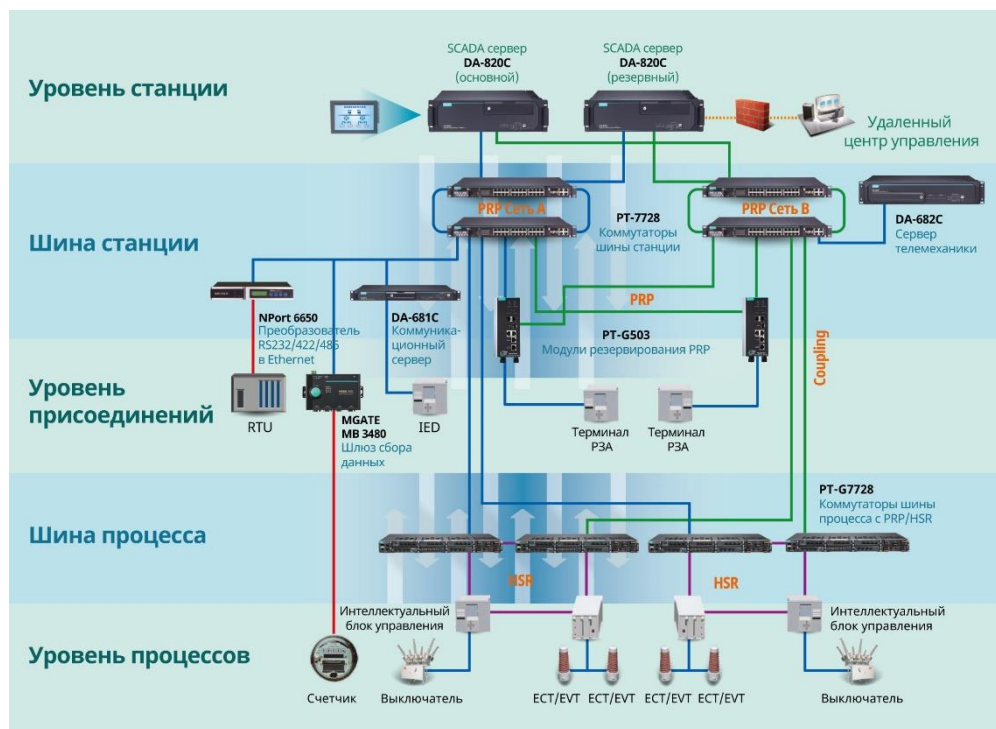 SCADA сервер
DA-820C
(основной)
SCADA сервер
DA-820C
(резервный)
Уровень станции
Удаленный
центр управления
PRP Сеть A
PRP Сеть B
PT-7728
Коммутаторы
шины станции
DA-682C
Сервер
телемеханики
Шина станции
NPort 6650
Преобразователь
RS232/422/485
в Ethernet
DA-681C
Коммуника-
ционный
сервер
PRP
PT-G503
Модули резервирования PRP
Coupling
Уровень
присоединений
RTU
MGATE
MB 3480
Шлюз сбора
данных
IED
Терминал
РЗА
Терминал
РЗА
PT-G7728
Коммутаторы шины
процесса с PRP/HSR
Шина процесса
HSR
HSR
Интеллектуальный
блок управления
Интеллектуальный
блок управления
Уровень процессов
Счетчик
Выключатель
ECT/EVT
ECT/EVT
ECT/EVT
ECT/EVT
Выключатель